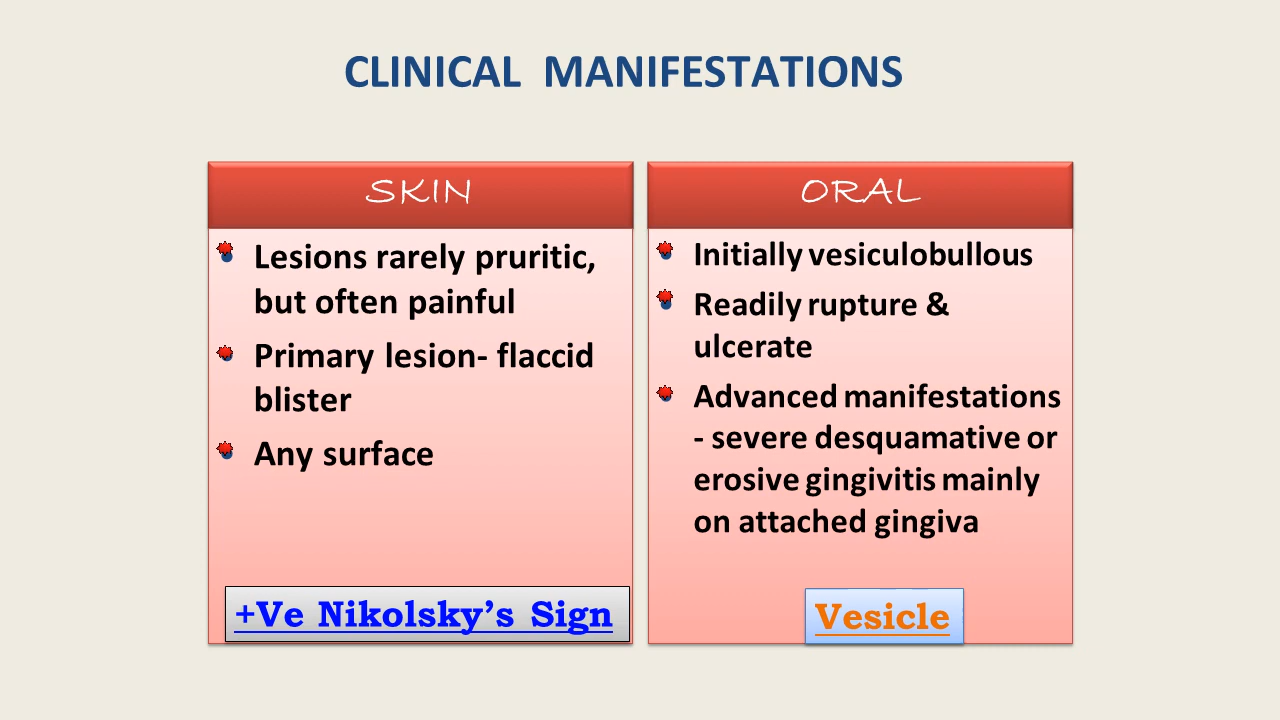 CLINICAL MANIFESTATIONS
SKIN
Lesions rarely pruritic,
but often painful
Primary lesion- flaccid
blister
Any surface
+Ve Nikolsky’s Sign
ORAL
Initially vesiculobullous
Readily rupture &
ulcerate
Advanced manifestations
- severe desquamative or
erosive gingivitis mainly
on attached gingiva
Vesicle